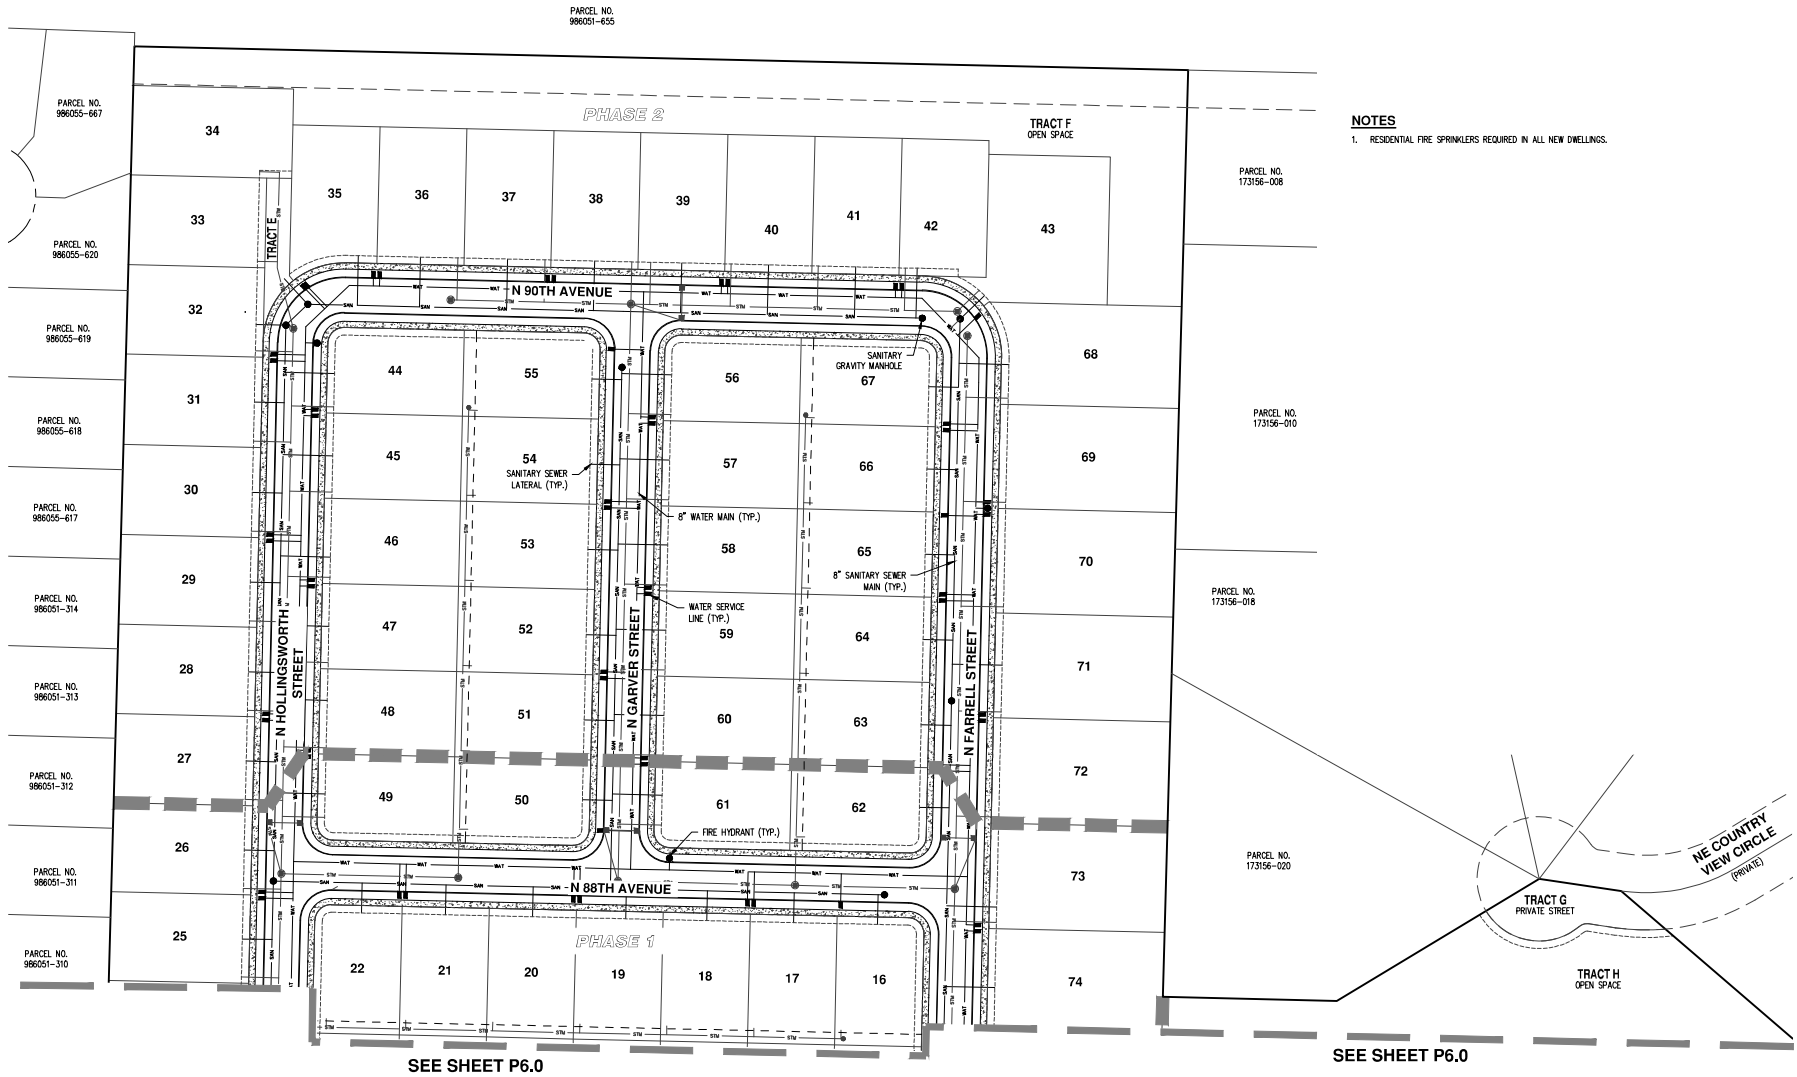 PARCEL NO.
986051-655
PARCEL NO.
986055-667
PARCEL NO.
986055-620
PARCEL NO.
986055-619
PARCEL NO.
986055-618
PARCEL NO.
986055-617
PARCEL NO.
986051-314
PARCEL NO.
986051-313
PARCEL NO.
986051-312
PARCEL NO.
986051-311
PARCEL NO.
986051-310
34
33
32
31
30
29
28
27
26
25
TRACT E
PHASE 2
TRACT F
OPEN SPACE
35
36
37
38
39
40
41
42
43
N 90TH AVENUE
44
55
45
54
46
53
47
52
48
51
49
50
56
67
57
66
58
65
59
64
60
63
61
62
68
69
70
71
72
73
74
SANITARY
GRAVITY MANHOLE
SANITARY SEWER
LATERAL (TYP.)
8" WATER MAIN (TYP.)
8" SANITARY SEWER
MAIN (TYP.)
WATER SERVICE
LINE (TYP.)
FIRE HYDRANT (TYP.)
N HOLLINGSWORTH
STREET
N GARVER STREET
N FARRELL STREET
N 88TH AVENUE
PHASE 1
22
21
20
19
18
17
16
SEE SHEET P6.0
NOTES
1. RESIDENTIAL FIRE SPRINKLERS REQUIRED IN ALL NEW DWELLINGS.
PARCEL NO.
173156-008
PARCEL NO.
173156-010
PARCEL NO.
173156-018
PARCEL NO.
173156-020
NE COUNTRY
VIEW CIRCLE
(PRIVATE)
TRACT G
PRIVATE STREET
TRACT H
OPEN SPACE
SEE SHEET P6.0